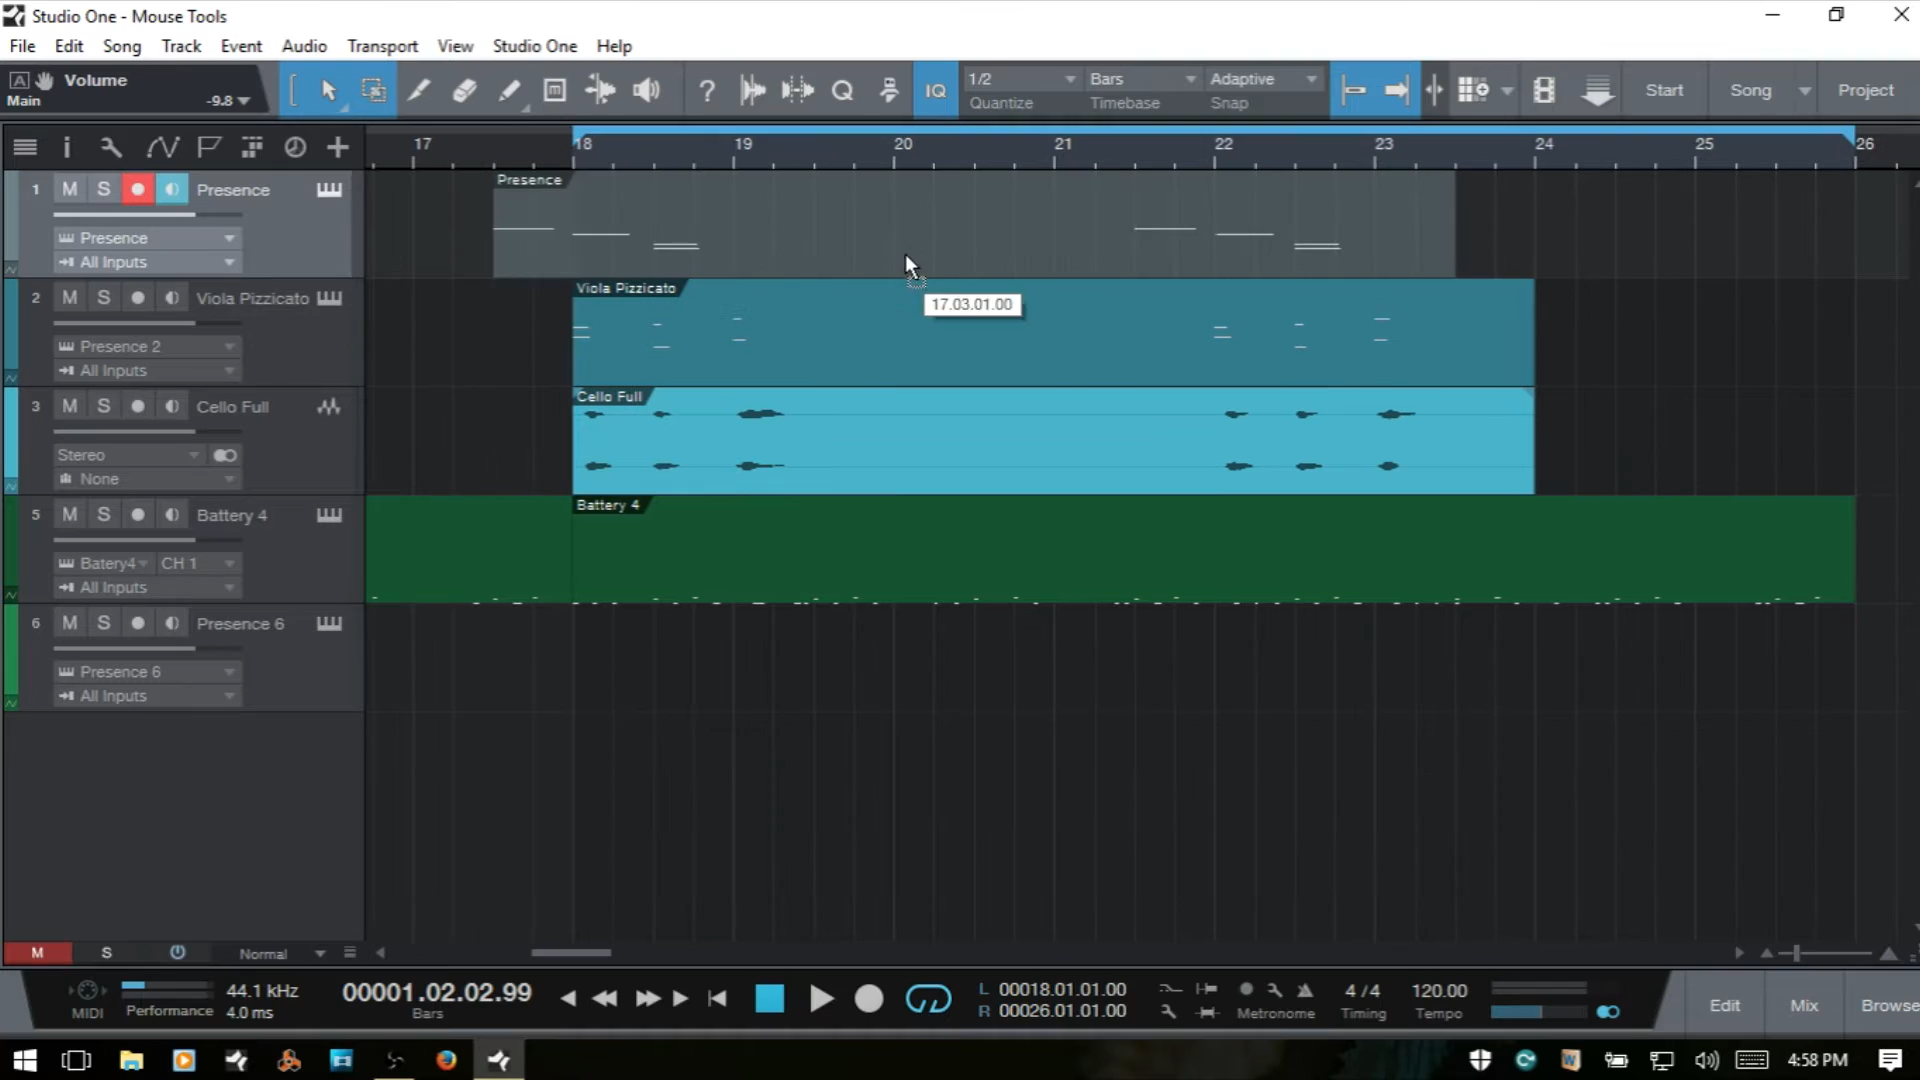 Studio One - Mouse Tools
File Edit Song Track Event Audio Transport View Studio One Help
A Volume
Main -9.8
? Q IQ
1/2 Bars Adaptive
Quantize Timebase Snap
Start Song Project
17 18 19 20 21 22 23 24 25 26
1 M S Presence
Presence
All Inputs
Presence
17.03.01.00
2 M S Viola Pizzicato
Presence 2
All Inputs
Viola Pizzicato
3 M S Cello Full
Stereo
None
Cello Full
5 M S Battery 4
Batery4 CH 1
All Inputs
Battery 4
6 M S Presence 6
Presence 6
All Inputs
M S Normal
MIDI
Performance
44.1 kHz
4.0 ms
00001.02.02.99
Bars
L 00018.01.01.00
R 00026.01.01.00
Metronome
4 / 4
Timing
120.00
Tempo
Edit Mix Browse
4:58 PM